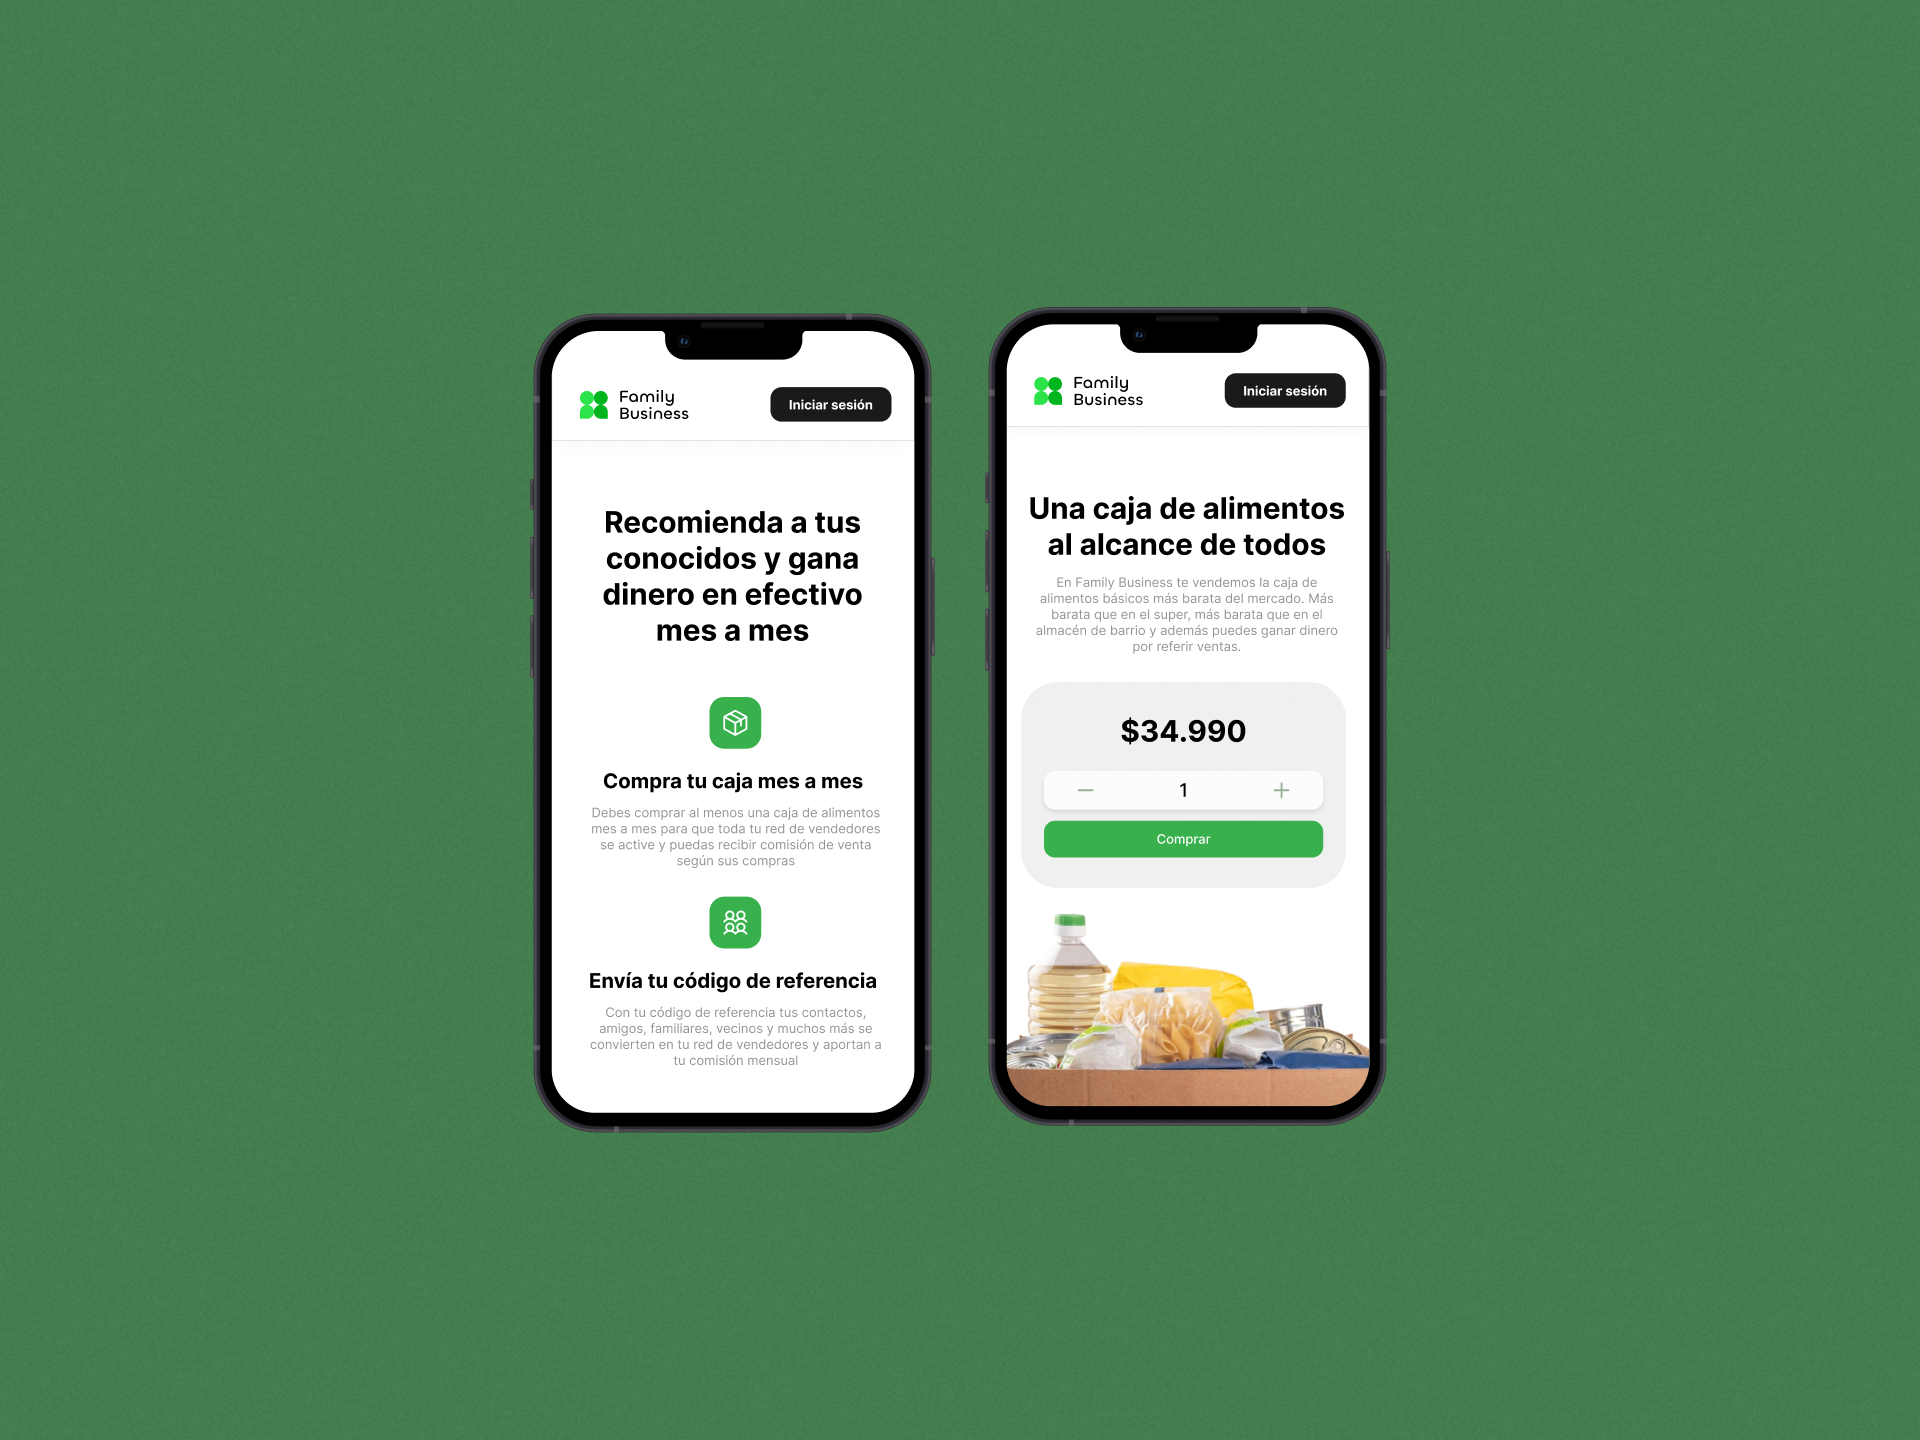 Family
Business
Iniciar sesión
Recomienda a tus
conocidos y gana
dinero en efectivo
mes a mes
Compra tu caja mes a mes
Debes comprar al menos una caja de alimentos
mes a mes para que toda tu red de vendedores
se active y puedas recibir comisión de venta
según sus compras
Envía tu código de referencia
Con tu código de referencia tus contactos,
amigos, familiares, vecinos y muchos más se
convierten en tu red de vendedores y aportan a
tu comisión mensual
Family
Business
Iniciar sesión
Una caja de alimentos
al alcance de todos
En Family Business te vendemos la caja de
alimentos básicos más barata del mercado. Más
barata que en el super, más barata que en el
almacén de barrio y además puedes ganar dinero
por referir ventas.
$34.990
1
Comprar